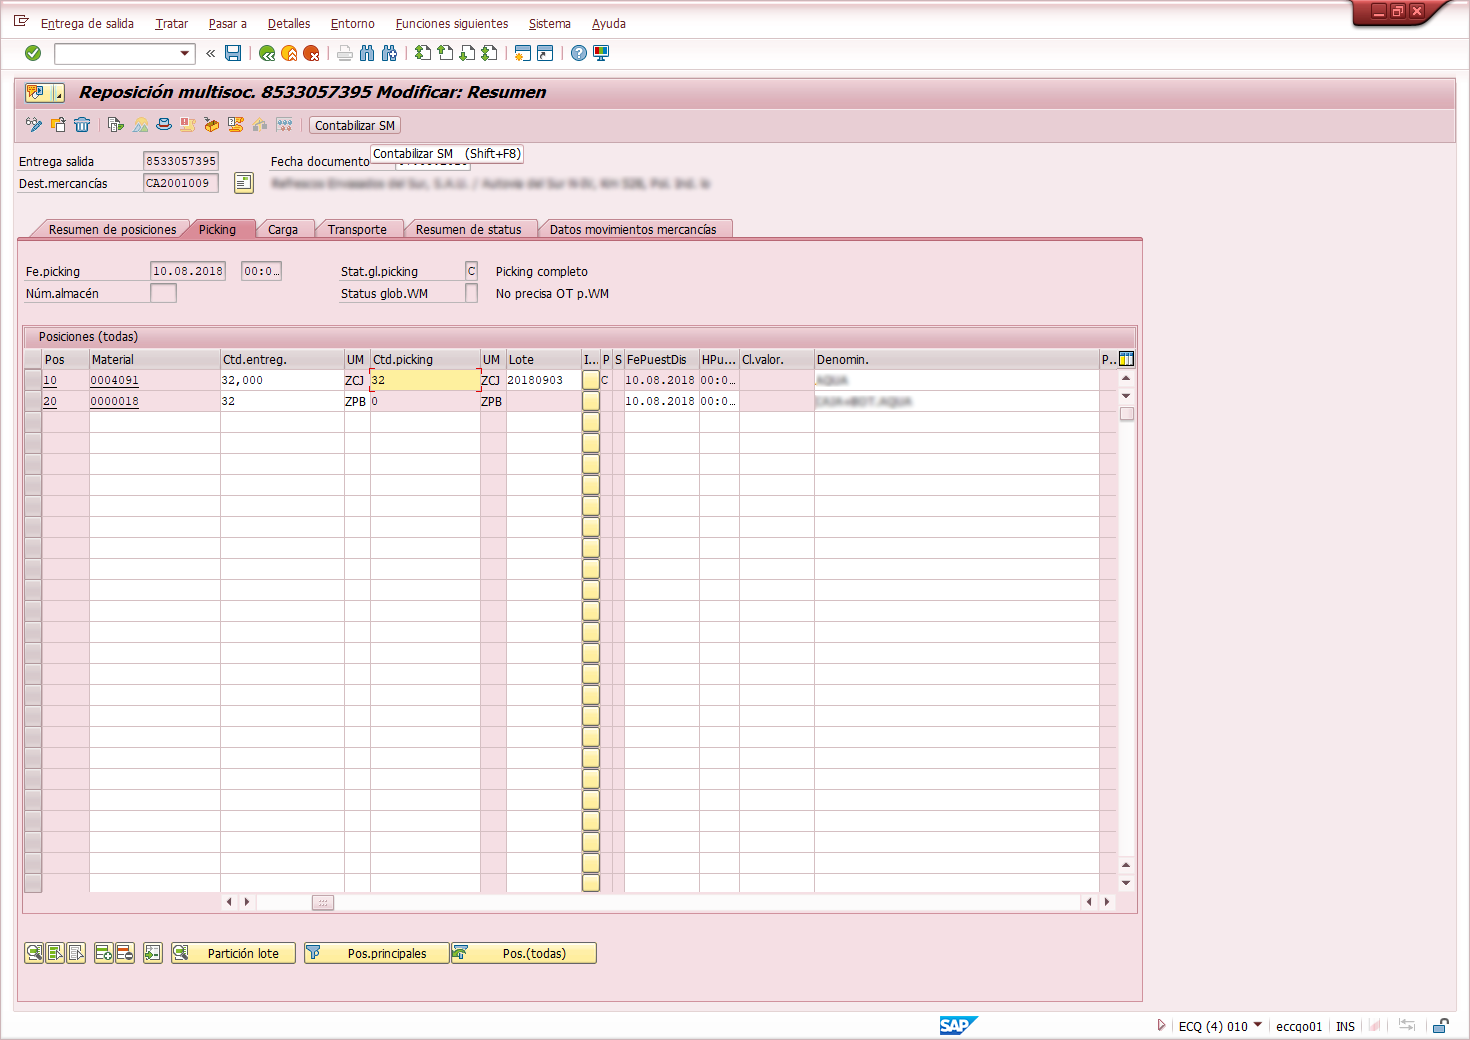 Entrega de salida Tratar Pasar a Detalles Entorno Funciones siguientes Sistema Ayuda
Reposición multisoc. 8533057395 Modificar: Resumen
Contabilizar SM
Contabilizar SM (Shift+F8)
Entrega salida 8533057395 Fecha documento
Dest.mercancías CA2001009
Resumen de posiciones Picking Carga Transporte Resumen de status Datos movimientos mercancías
Fe.picking 10.08.2018 00:0… Stat.gl.picking C Picking completo
Núm.almacén Status glob.WM No precisa OT p.WM
Posiciones (todas)
Pos Material Ctd.entreg. UM Ctd.picking UM Lote I... P S FePuestDis HPu... Cl.valor. Denomin. P..
10 0004091 32,000 ZCJ 32 ZCJ 20180903 C 10.08.2018 00:0…
20 0000018 32 ZPB 0 ZPB 10.08.2018 00:0…
Partición lote Pos.principales Pos.(todas)
SAP ECQ (4) 010 eccqo01 INS